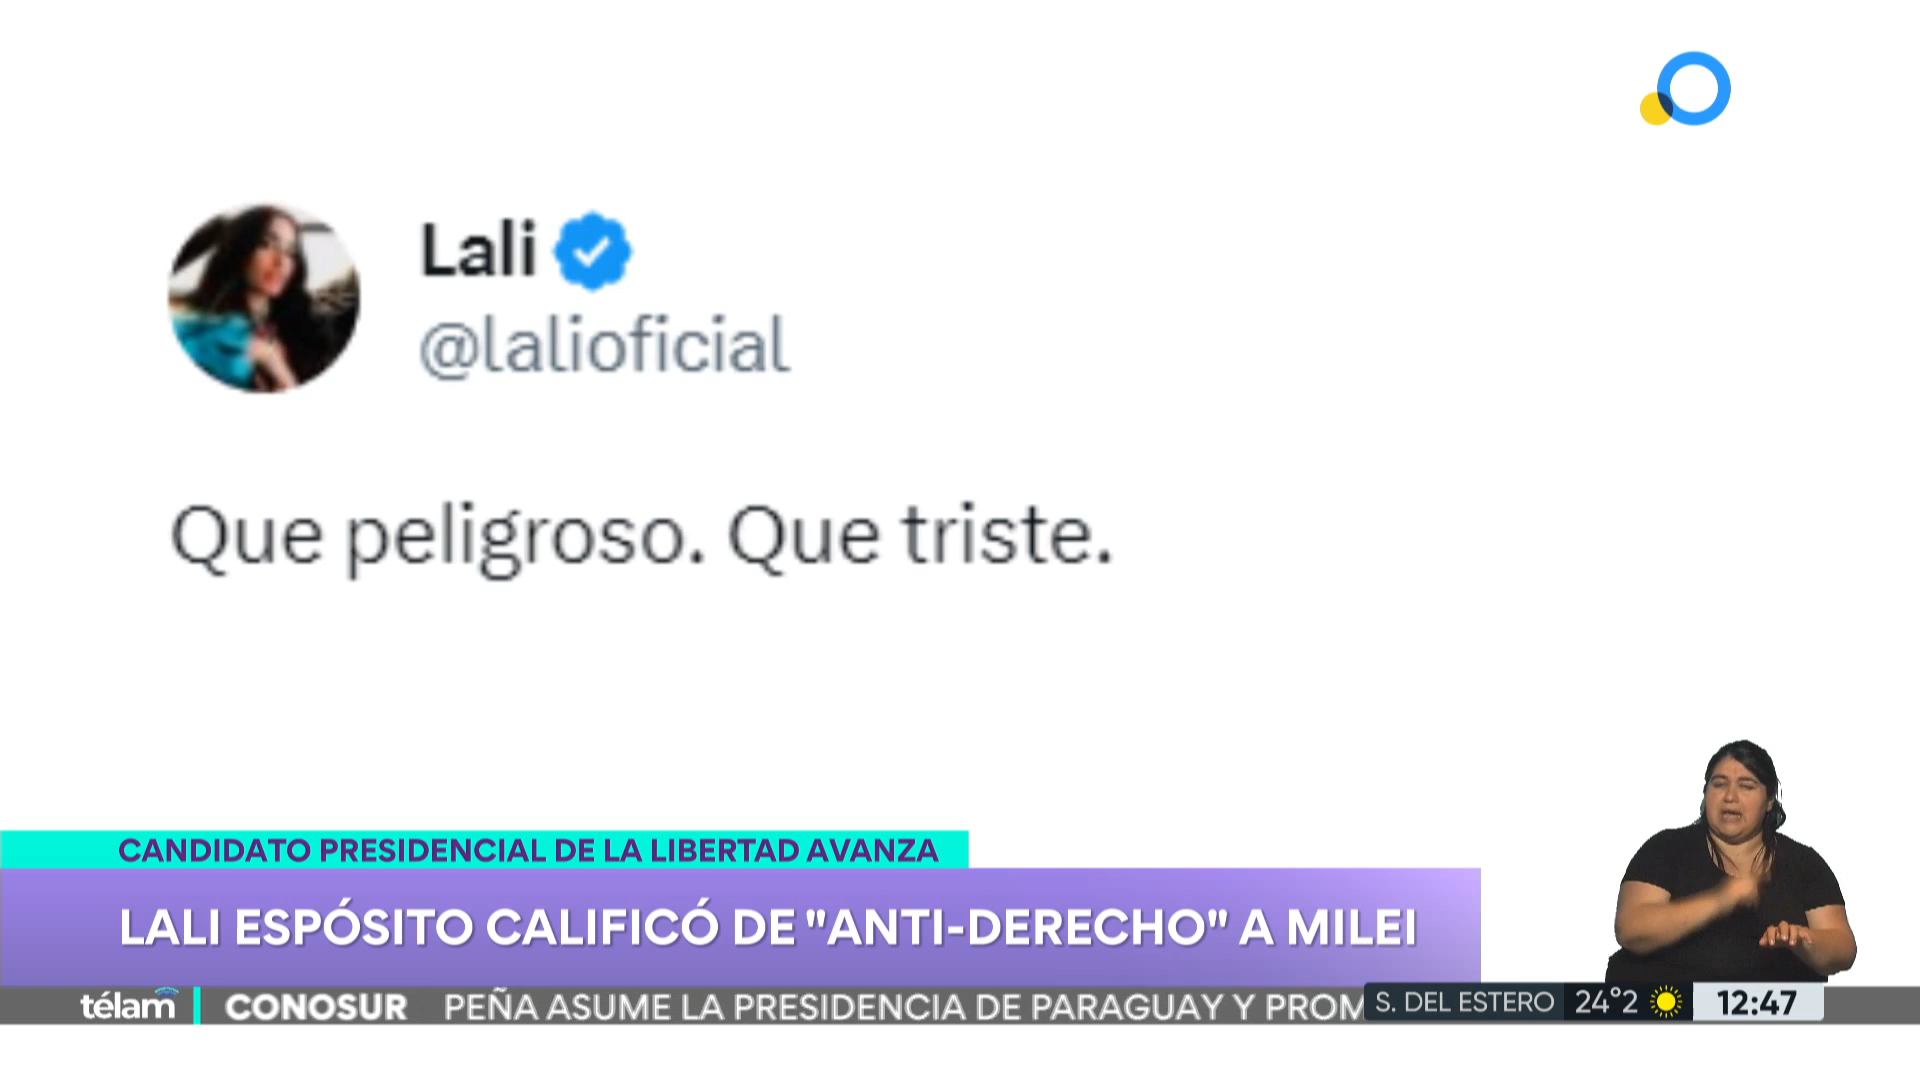 Lali
@lalioficial
Que peligroso. Que triste.
CANDIDATO PRESIDENCIAL DE LA LIBERTAD AVANZA
LALI ESPÓSITO CALIFICÓ DE "ANTI-DERECHO" A MILEI
télam CONOSUR PEÑA ASUME LA PRESIDENCIA DE PARAGUAY Y PROM S. DEL ESTERO 24°2 12:47